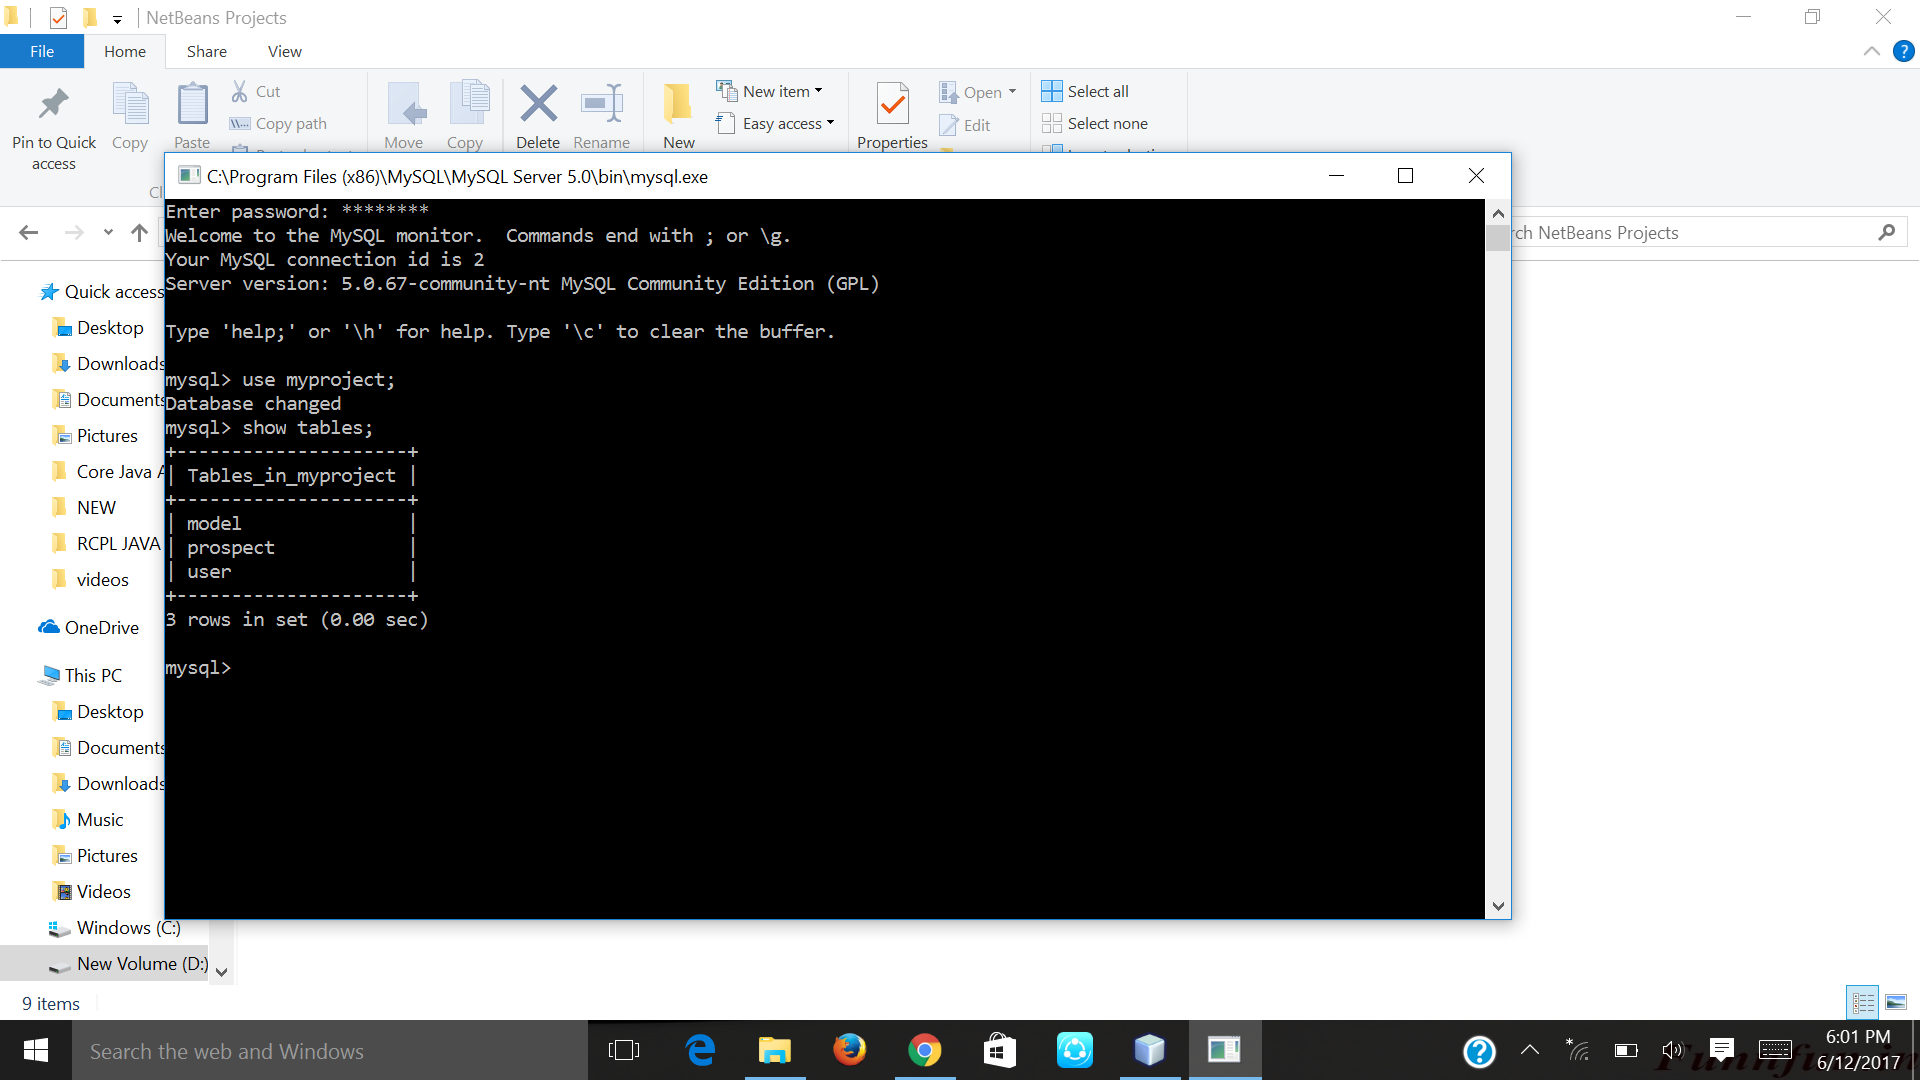 NetBeans Projects
File Home Share View
Pin to Quick access
Copy
Paste
Cut
Copy path
Move
Copy
Delete
Rename
New
New item
Easy access
Properties
Open
Edit
Select all
Select none
C:\Program Files (x86)\MySQL\MySQL Server 5.0\bin\mysql.exe
Enter password: ********
Welcome to the MySQL monitor.  Commands end with ; or \g.
Your MySQL connection id is 2
Server version: 5.0.67-community-nt MySQL Community Edition (GPL)
Type 'help;' or '\h' for help. Type '\c' to clear the buffer.
mysql> use myproject;
Database changed
mysql> show tables;
+---------------------+
| Tables_in_myproject |
+---------------------+
| model               |
| prospect            |
| user                |
+---------------------+
3 rows in set (0.00 sec)
mysql>
NetBeans Projects
Quick access
Desktop
Downloads
Documents
Pictures
Core Java A
NEW
RCPL JAVA
videos
OneDrive
This PC
Desktop
Documents
Downloads
Music
Pictures
Videos
Windows (C:)
New Volume (D:)
9 items
Search the web and Windows
6:01 PM
6/12/2017